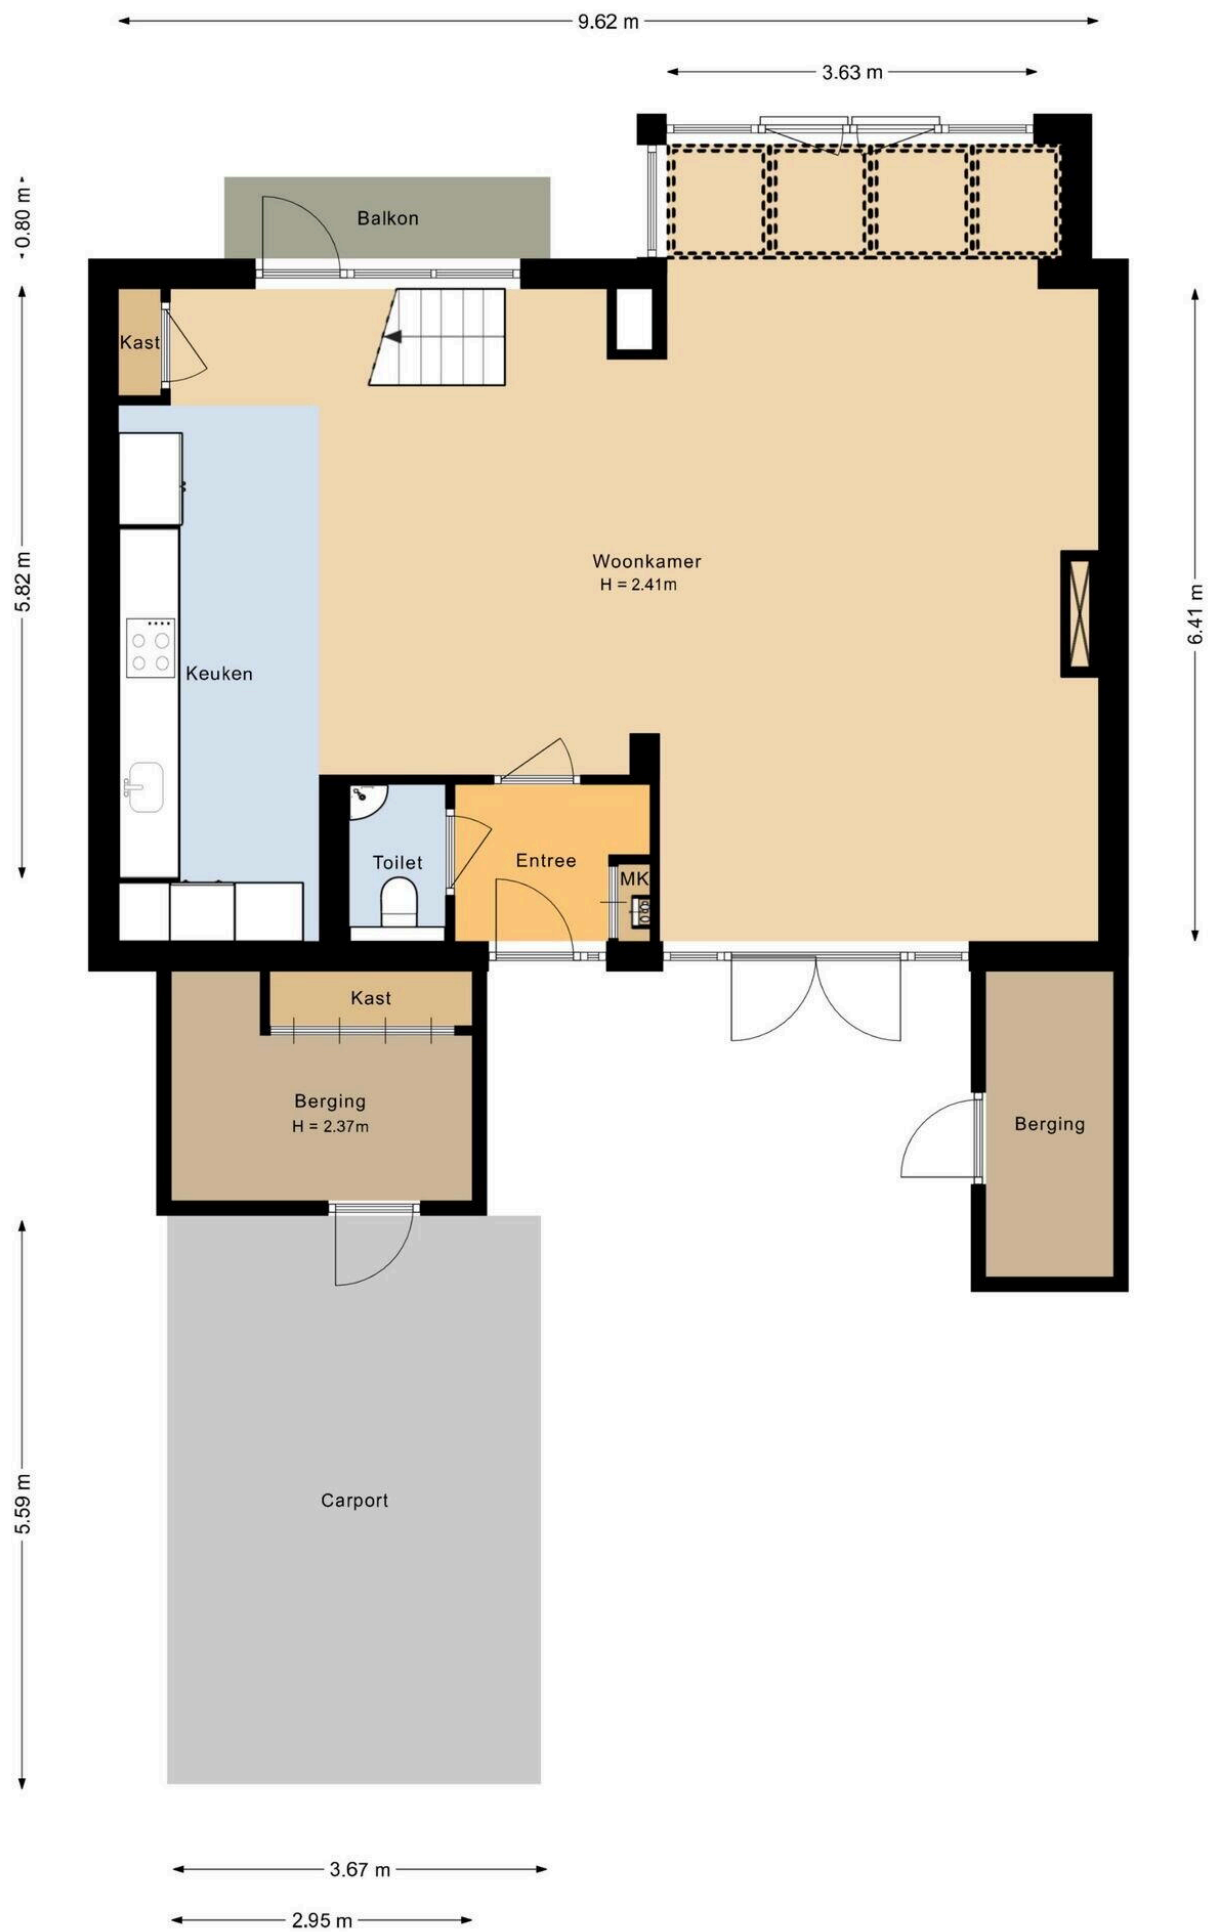 9.62 m
3.63 m
0.80 m
Balkon
Kast
Woonkamer
H = 2.41m
5.82 m
6.41 m
Keuken
Toilet
Entree
MK
Kast
Berging
H = 2.37m
Berging
5.59 m
Carport
3.67 m
2.95 m